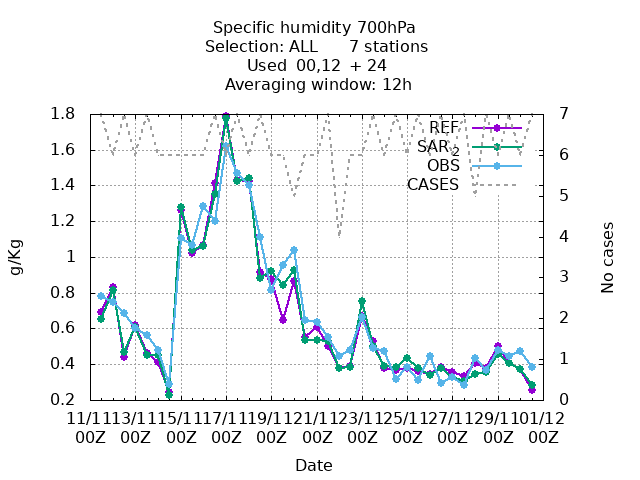 Specific humidity 700hPa
Selection: ALL 7 stations
Used 00,12 + 24
Averaging window: 12h
1.8
1.6
1.4
1.2
1
0.8
0.6
0.4
0.2
g/Kg
REF
SAR 2
OBS
CASES
7
6
5
4
3
2
1
0
No cases
11/11 13/11 15/11 17/11 19/11 21/11 23/11 25/11 27/11 29/11 01/12
00Z 00Z 00Z 00Z 00Z 00Z 00Z 00Z 00Z 00Z 00Z
Date